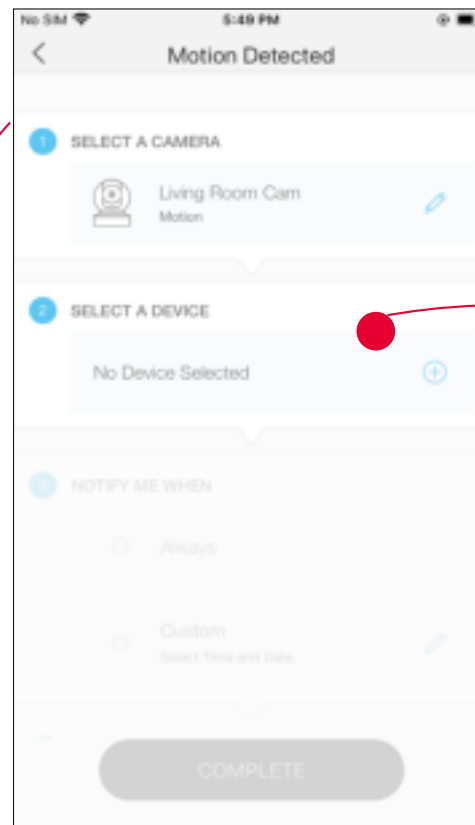 No SIM 5:49 PM
Motion Detected
1 SELECT A CAMERA
Living Room Cam
Motion
2 SELECT A DEVICE
No Device Selected
3 NOTIFY ME WHEN
Always
Custom
Select Time and Date
COMPLETE